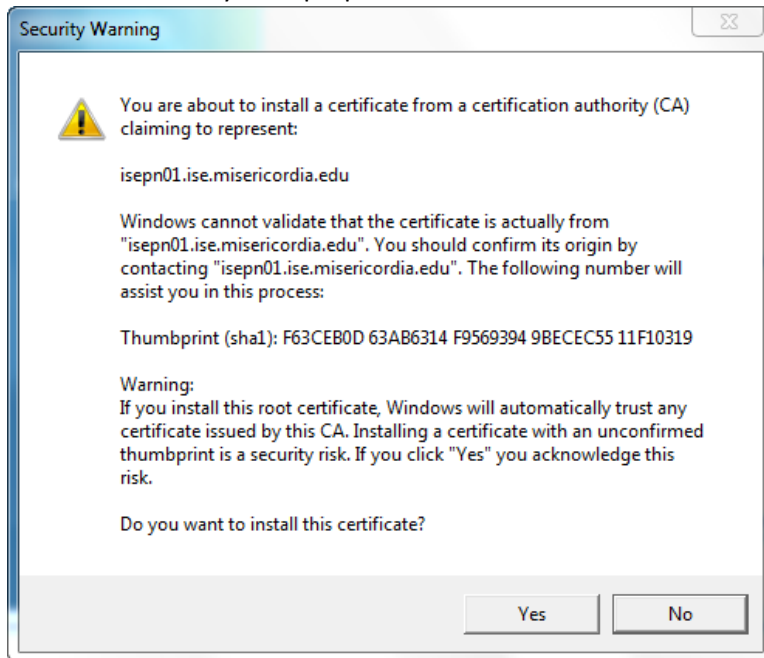 Security Warning
You are about to install a certificate from a certification authority (CA)
claiming to represent:
isepn01.ise.misericordia.edu
Windows cannot validate that the certificate is actually from
"isepn01.ise.misericordia.edu". You should confirm its origin by
contacting "isepn01.ise.misericordia.edu". The following number will
assist you in this process:
Thumbprint (sha1): F63CEB0D 63AB6314 F9569394 9BECEC55 11F10319
Warning:
If you install this root certificate, Windows will automatically trust any
certificate issued by this CA. Installing a certificate with an unconfirmed
thumbprint is a security risk. If you click "Yes" you acknowledge this
risk.
Do you want to install this certificate?
Yes No